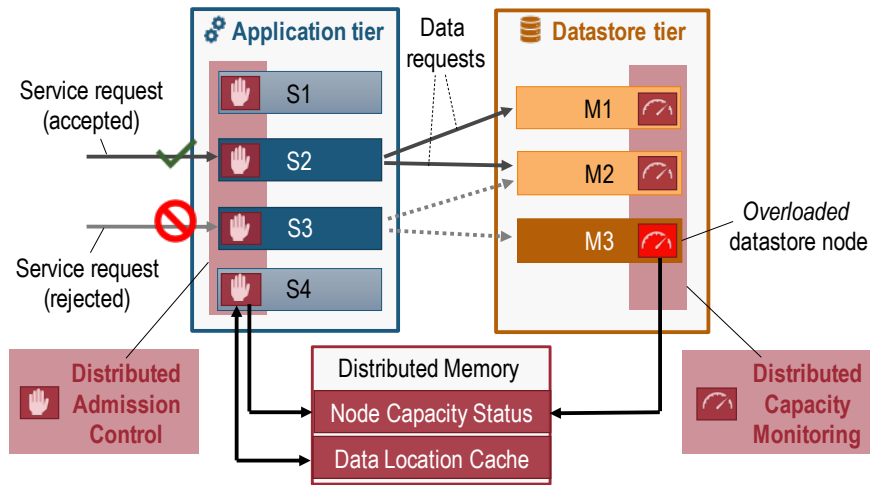 Application tier
Data
requests
Datastore tier
Service request
(accepted)
S1
S2
S3
S4
M1
M2
M3
Overloaded
datastore node
Service request
(rejected)
Distributed
Admission
Control
Distributed Memory
Node Capacity Status
Data Location Cache
Distributed
Capacity
Monitoring